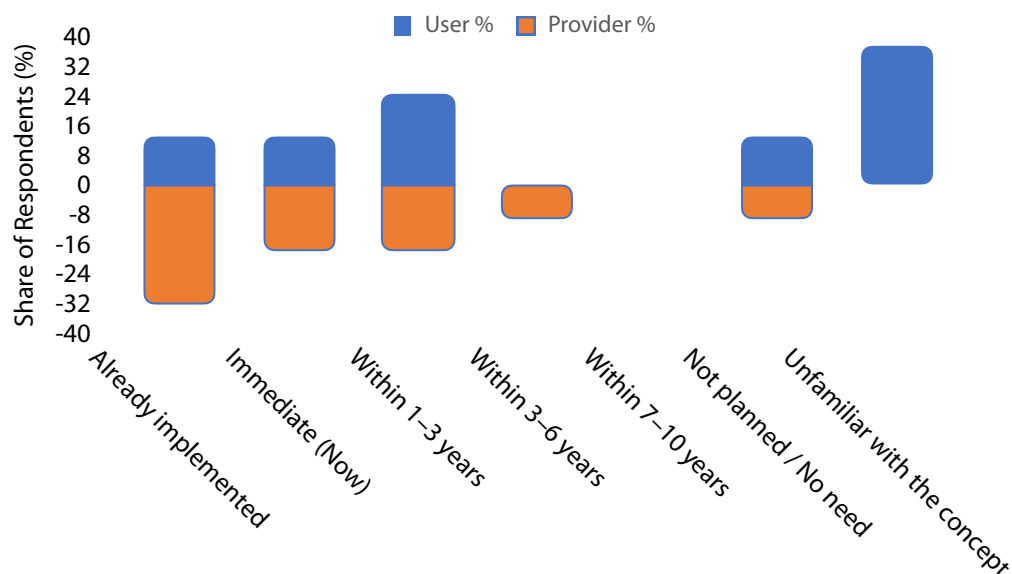 User % Provider %
Share of Respondents (%)
40
32
24
16
8
0
-8
-16
-24
-32
-40
Already implemented
Immediate (Now)
Within 1–3 years
Within 3–6 years
Within 7–10 years
Not planned / No need
Unfamiliar with the concept